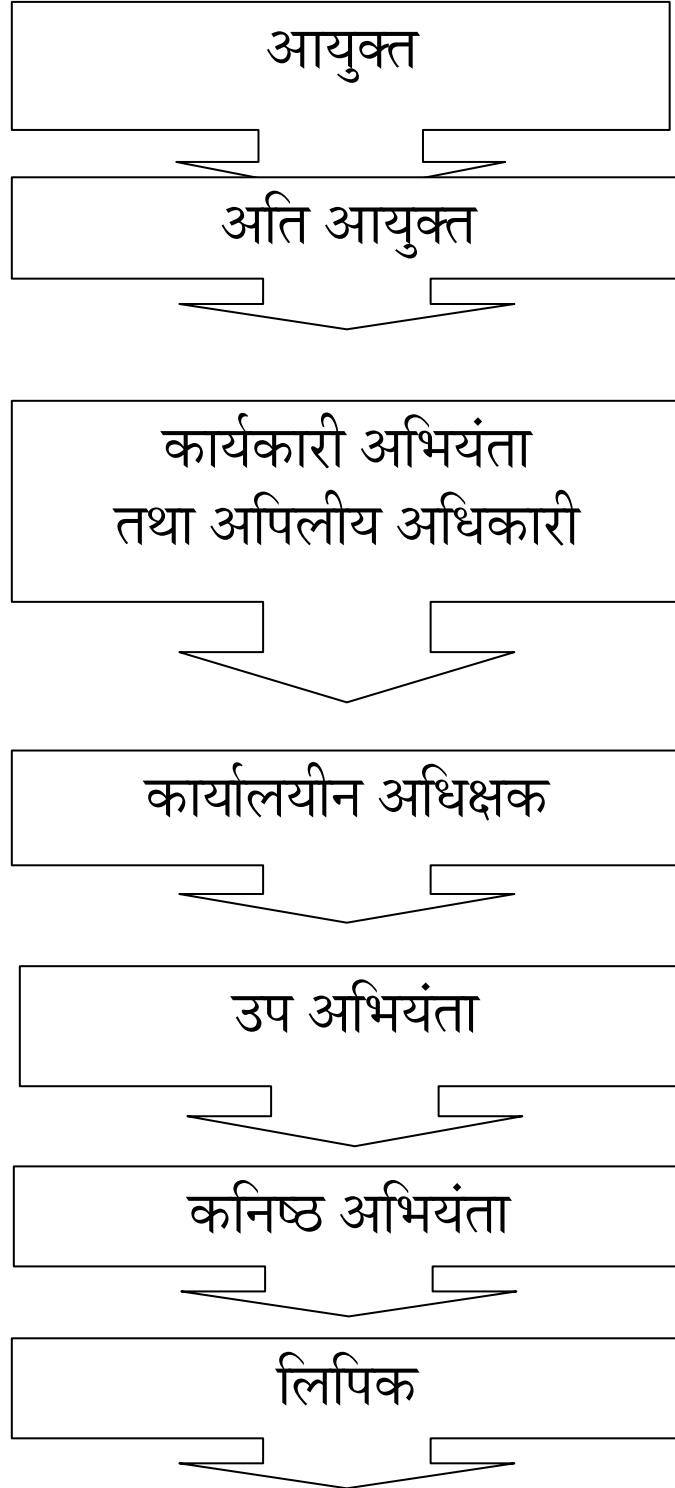 आयुक्त
अति आयुक्त
कार्यकारी अभियंता
तथा अपिलीय अधिकारी
कार्यालयीन अधिक्षक
उप अभियंता
कनिष्ठ अभियंता
लिपिक